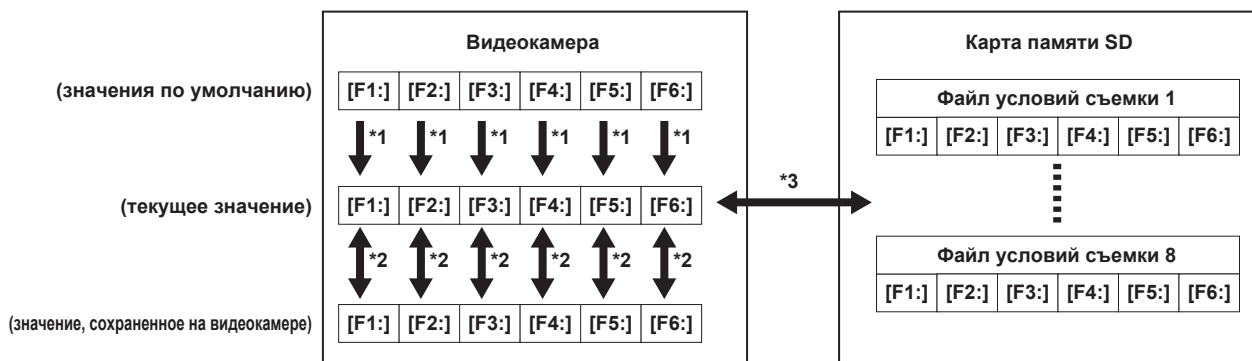 Видеокамера
Карта памяти SD
(значения по умолчанию)
[F1:] [F2:] [F3:] [F4:] [F5:] [F6:]
Файл условий съемки 1
[F1:] [F2:] [F3:] [F4:] [F5:] [F6:]
*1 *1 *1 *1 *1 *1
*3
(текущее значение)
[F1:] [F2:] [F3:] [F4:] [F5:] [F6:]
*2 *2 *2 *2 *2 *2
Файл условий съемки 8
[F1:] [F2:] [F3:] [F4:] [F5:] [F6:]
(значение, сохраненное на видеокамере)
[F1:] [F2:] [F3:] [F4:] [F5:] [F6:]